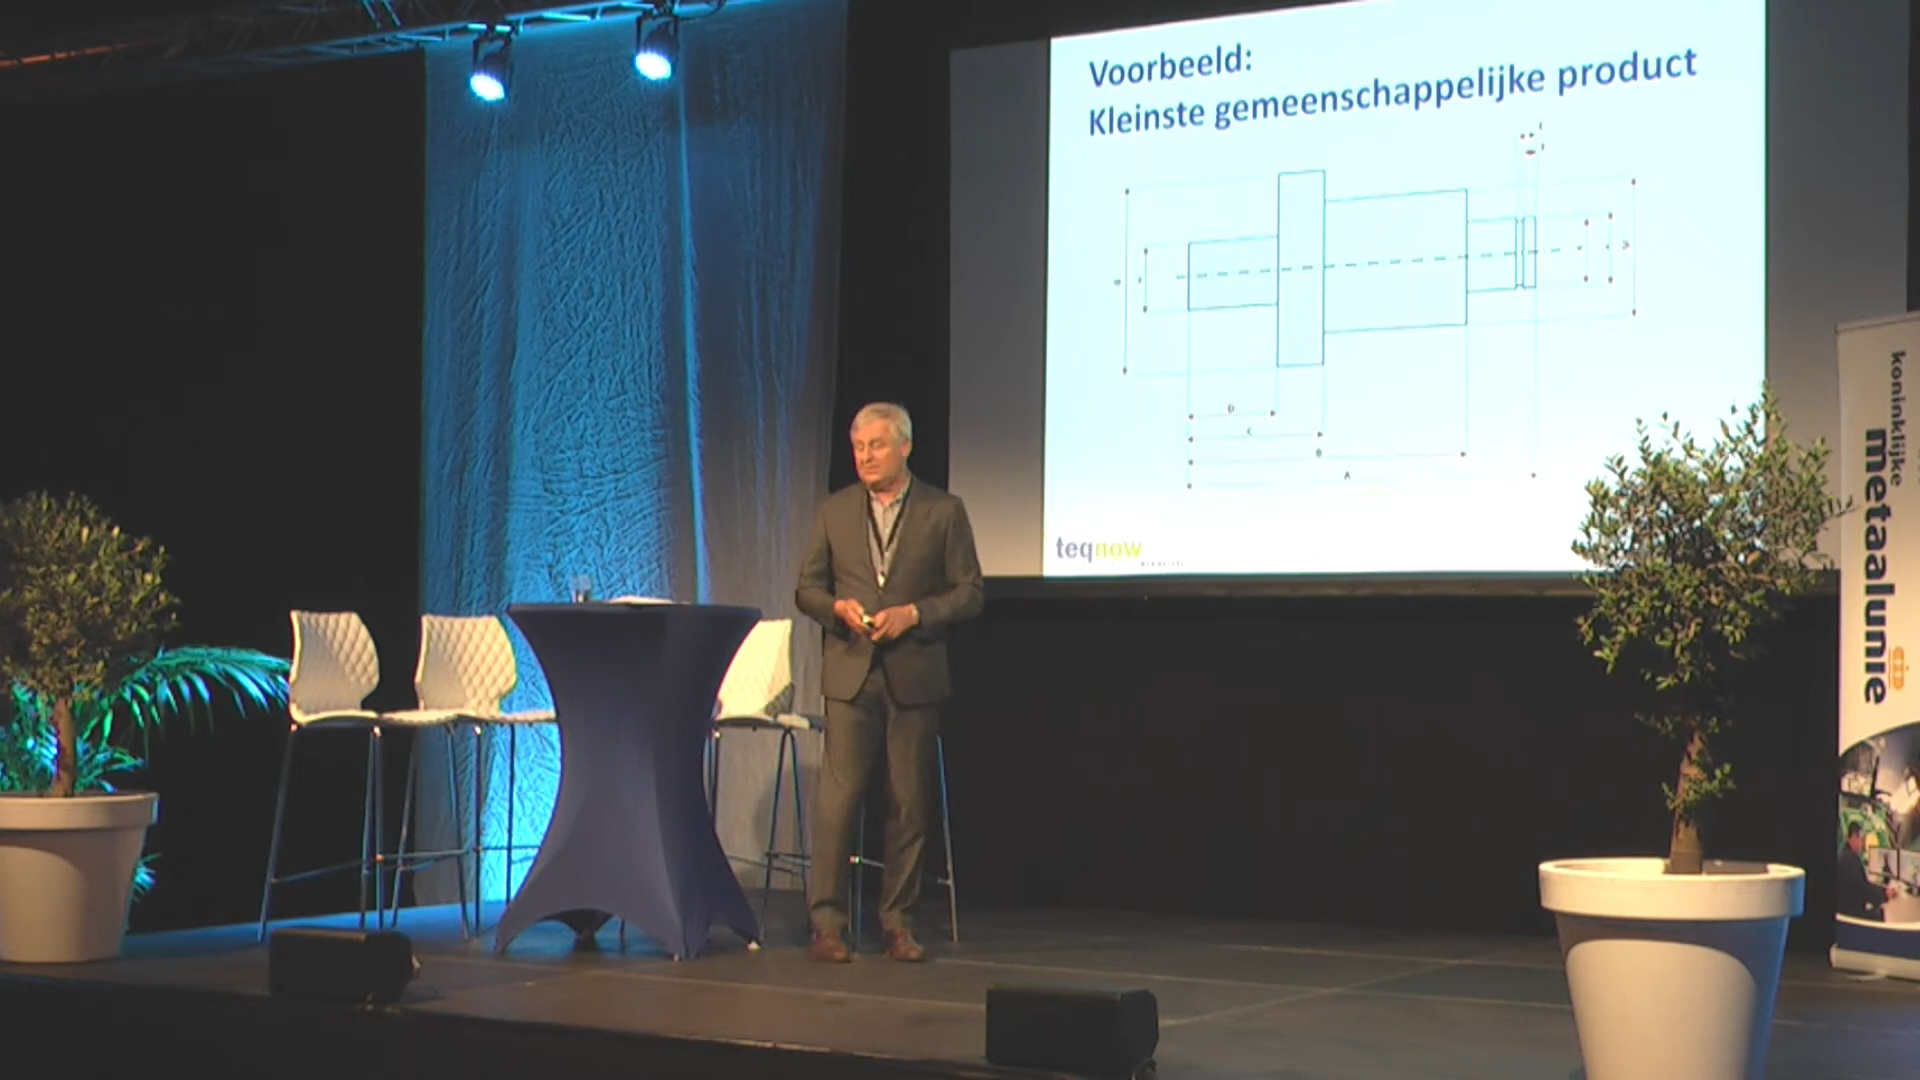 Voorbeeld:
Kleinste gemeenschappelijke product
D
C
B
A
teqnow
koninklijke
metaalunie